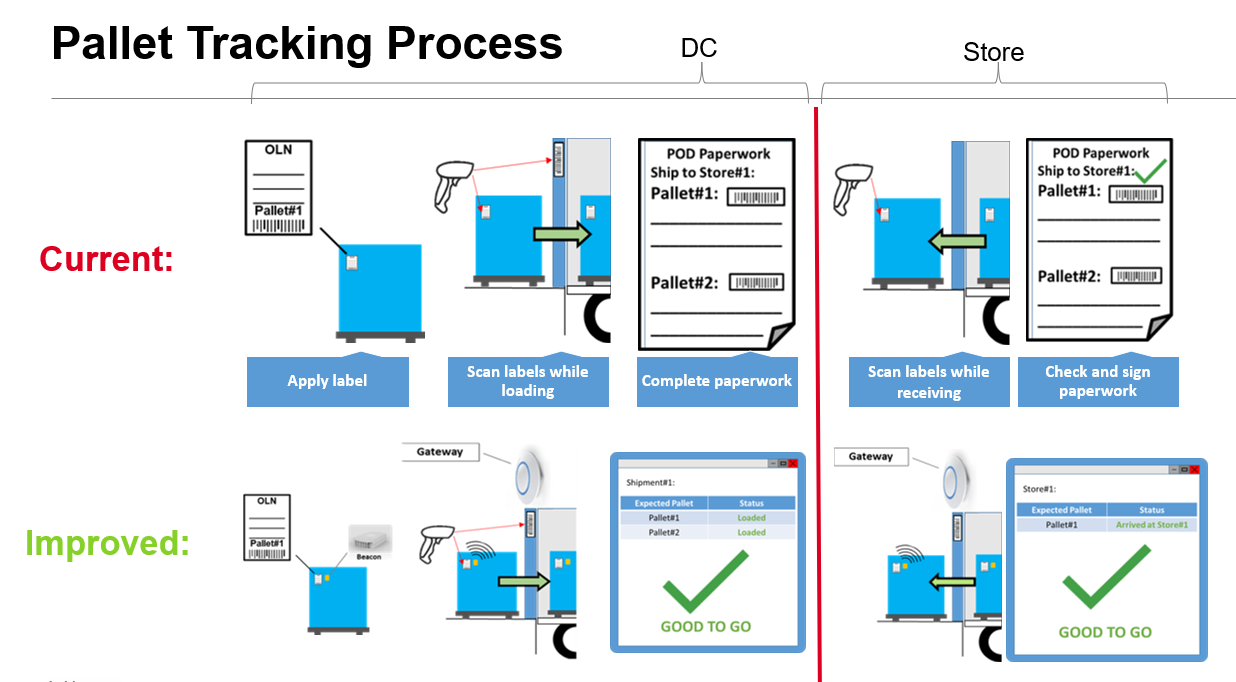 Pallet Tracking Process
DC
Store
Current:
OLN
Pallet#1
POD Paperwork
Ship to Store#1:
Pallet#1:
Pallet#2:
POD Paperwork
Ship to Store#1:
Pallet#1:
Pallet#2:
Apply label
Scan labels while
loading
Complete paperwork
Scan labels while
receiving
Check and sign
paperwork
Improved:
OLN
Pallet#1
Beacon
Gateway
Shipment#1:
Expected Pallet Status
Pallet#1 Loaded
Pallet#2 Loaded
GOOD TO GO
Gateway
Store#1:
Expected Pallet Status
Pallet#1 Arrived at Store#1
GOOD TO GO